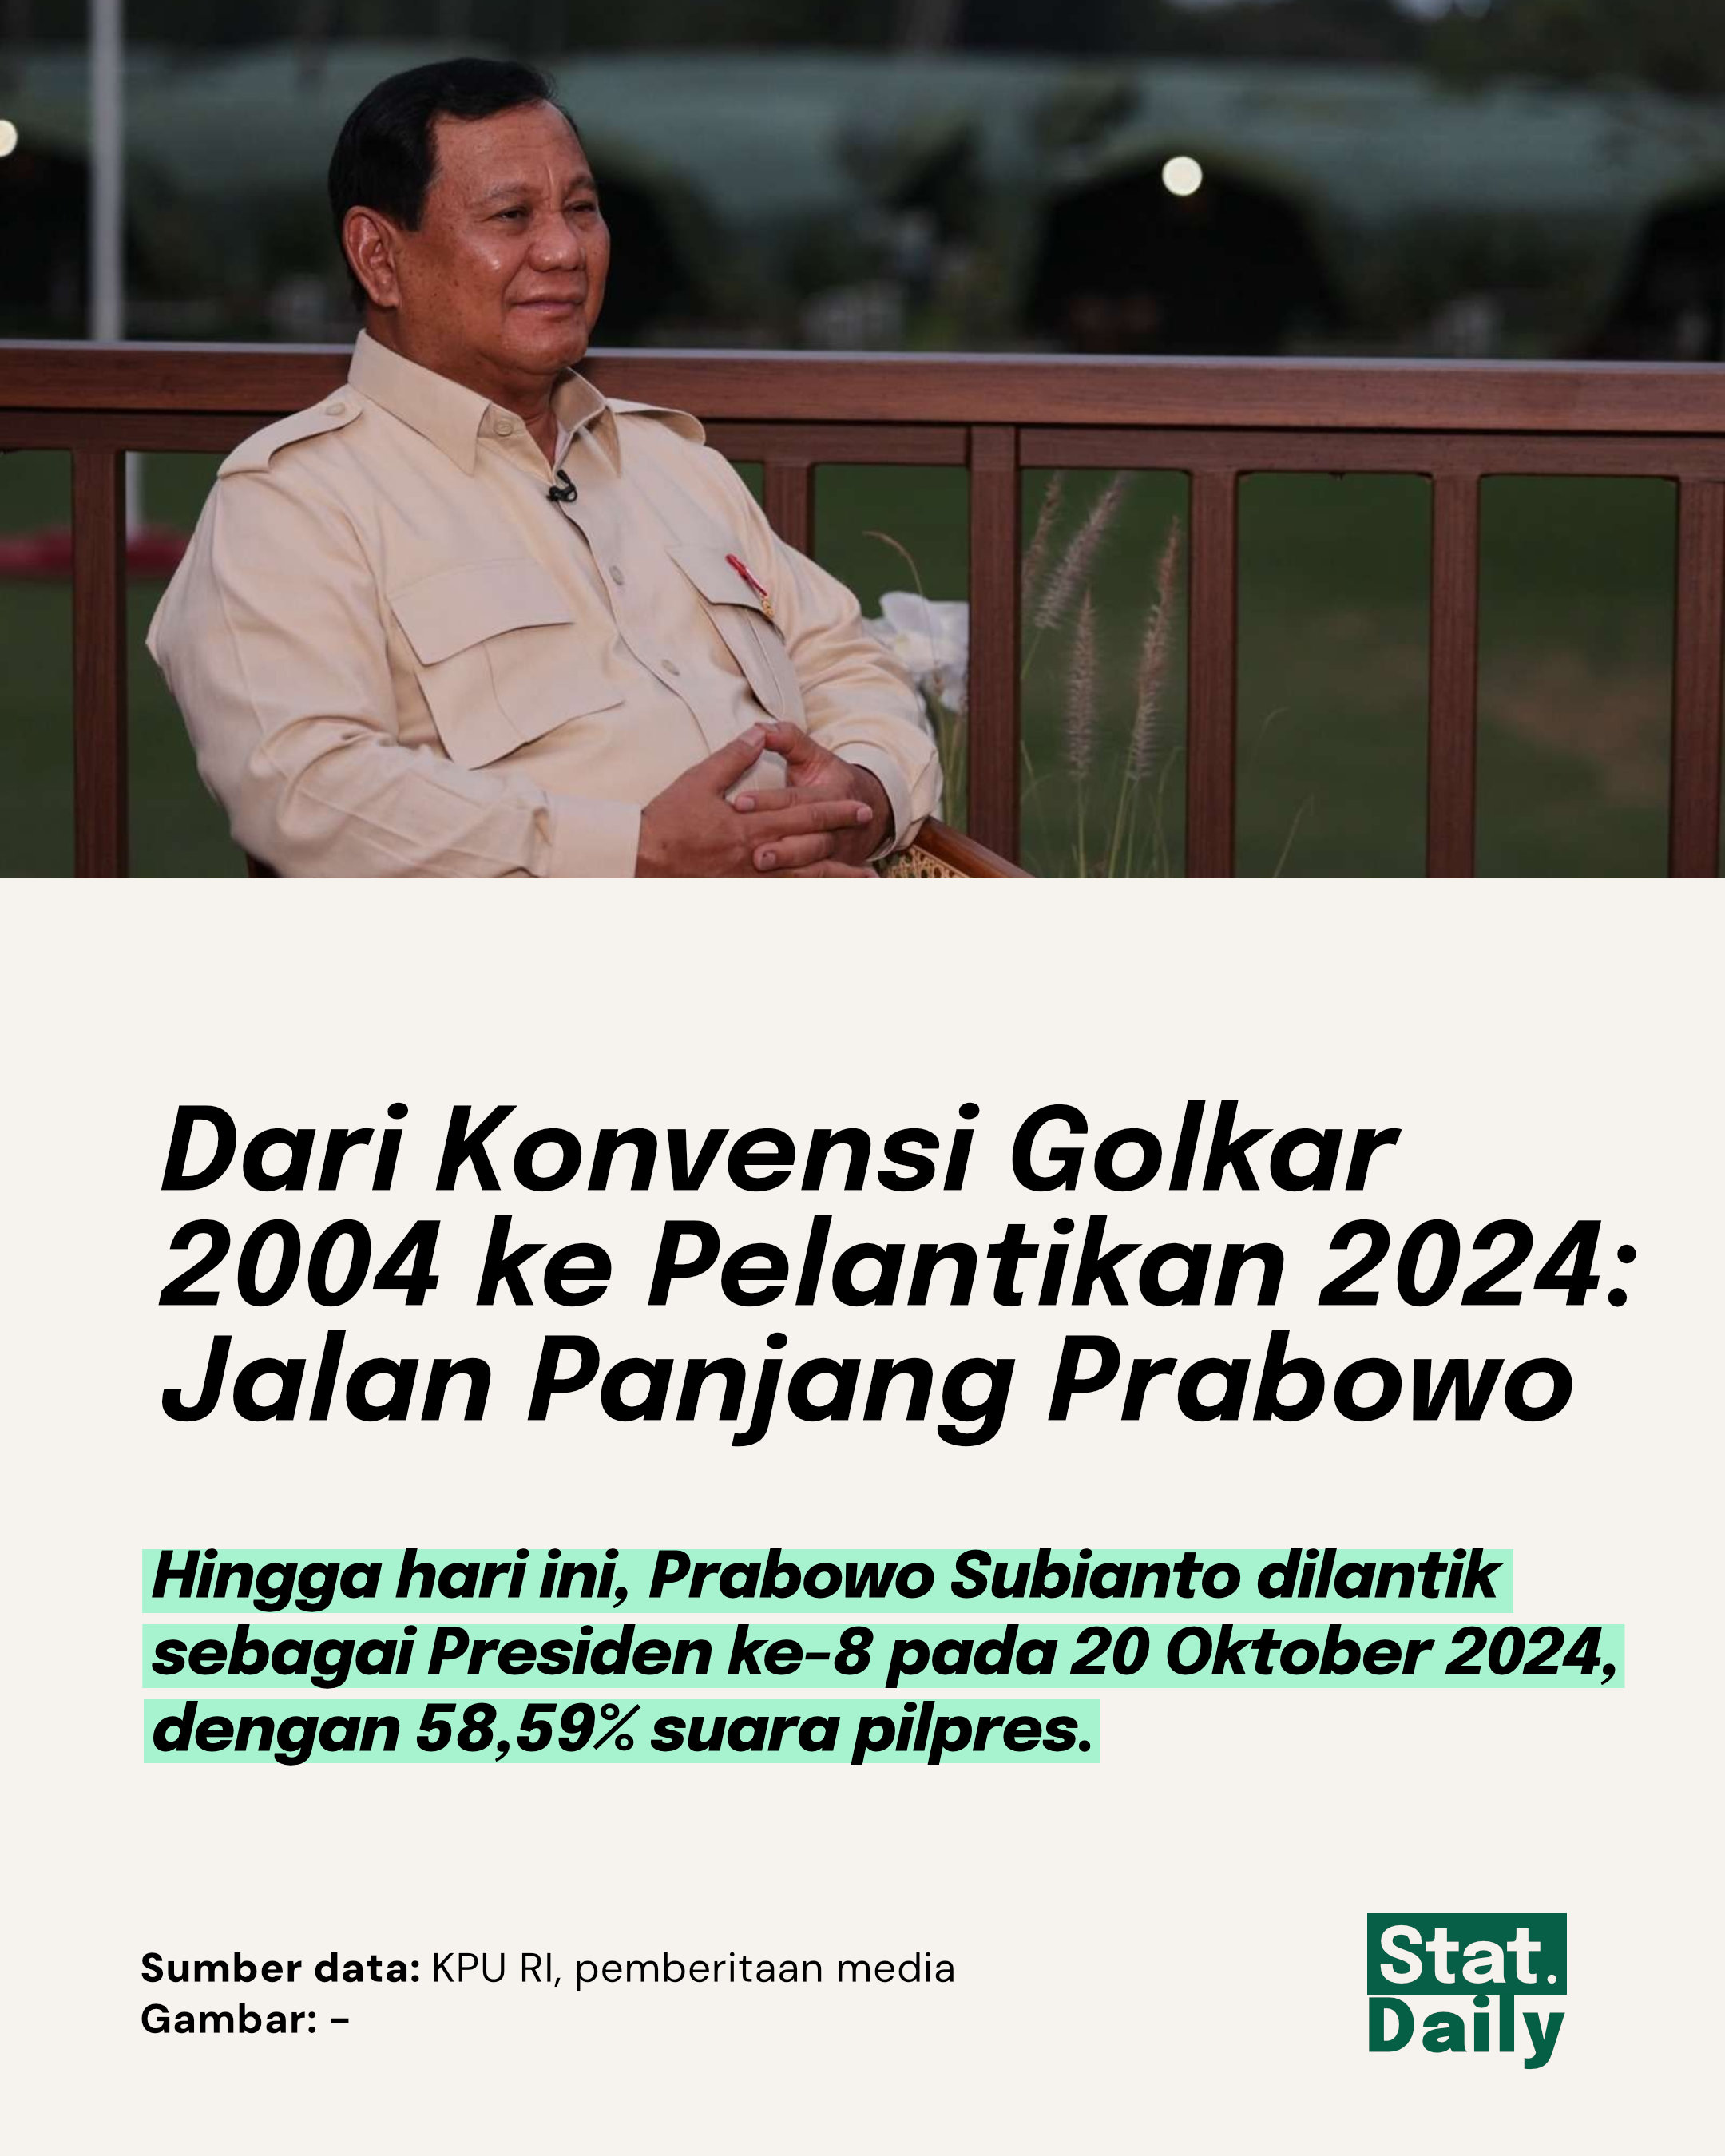 Dari Konvensi Golkar
2004 ke Pelantikan 2024:
Jalan Panjang Prabowo
Hingga hari ini, Prabowo Subianto dilantik
sebagai Presiden ke-8 pada 20 Oktober 2024,
dengan 58,59% suara pilpres.
Sumber data: KPU RI, pemberitaan media
Gambar: -
Stat.
Daily